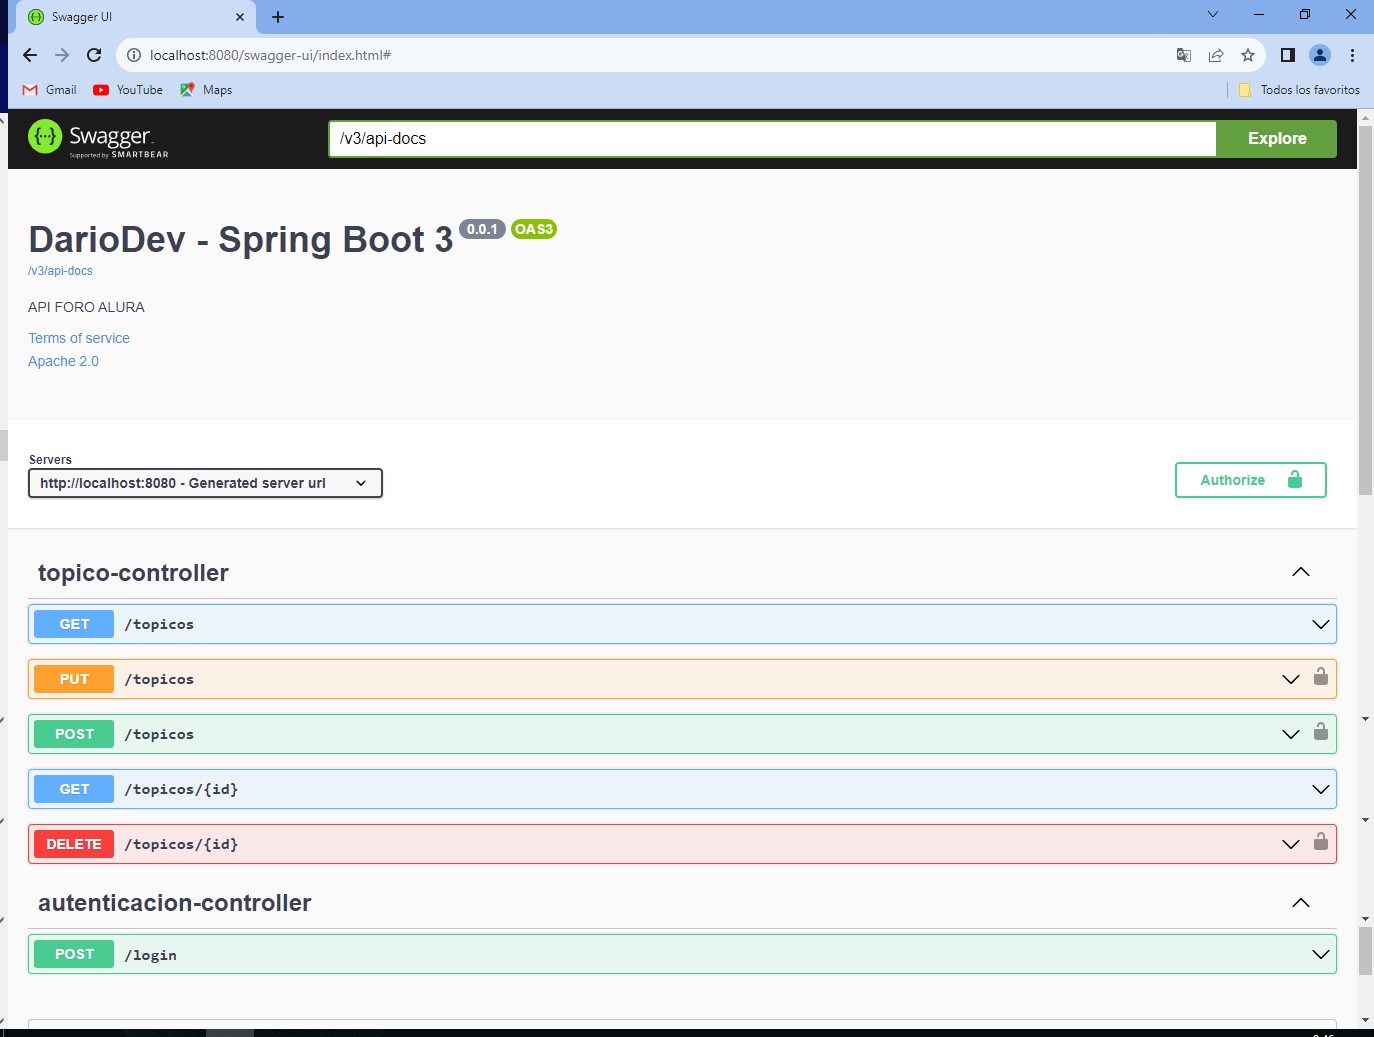 Swagger UI
localhost:8080/swagger-ui/index.html#
Gmail YouTube Maps Todos los favoritos
Swagger
Supported by SMARTBEAR
/v3/api-docs Explore
DarioDev - Spring Boot 3 0.0.1 OAS3
/v3/api-docs
API FORO ALURA
Terms of service
Apache 2.0
Servers
http://localhost:8080 - Generated server url Authorize
topico-controller
GET /topicos
PUT /topicos
POST /topicos
GET /topicos/{id}
DELETE /topicos/{id}
autenticacion-controller
POST /login